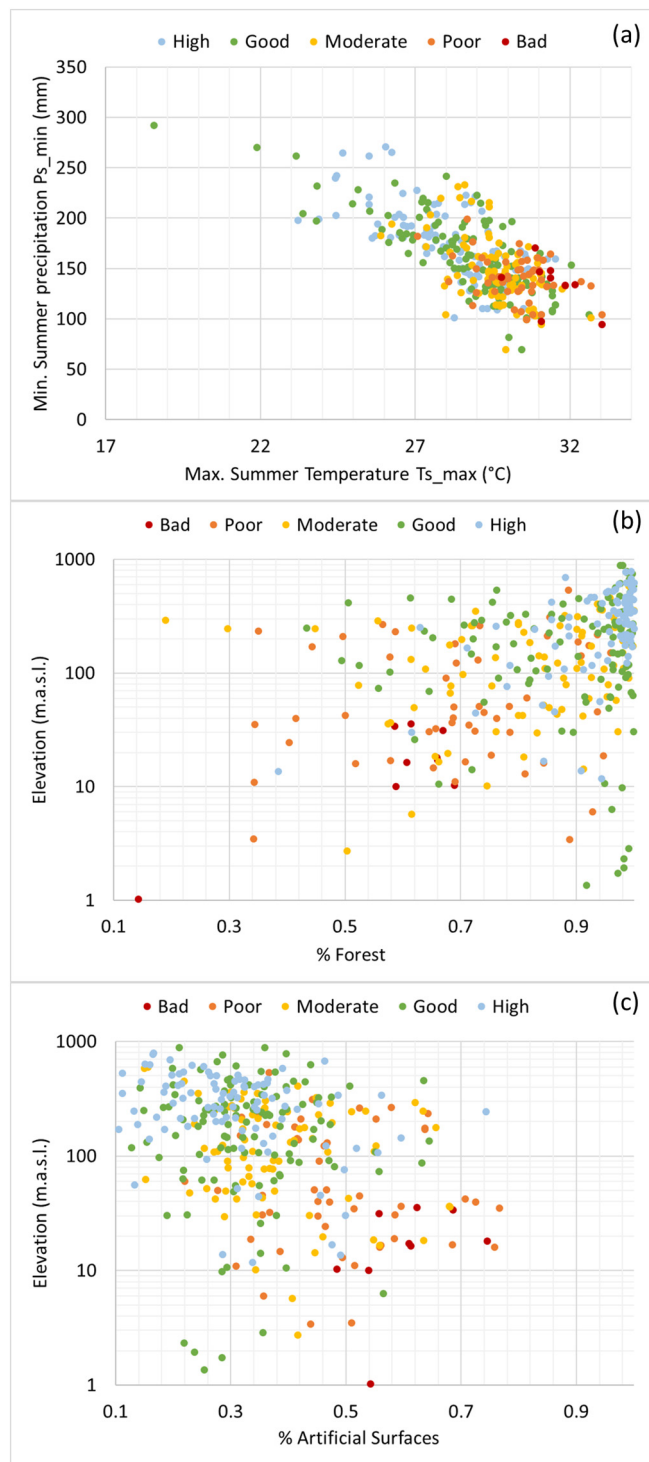 (a)
High Good Moderate Poor Bad
350
300
250
200
150
100
50
0
Min. Summer precipitation Ps_min (mm)
17 22 27 32
Max. Summer Temperature Ts_max (°C)
(b)
Bad Poor Moderate Good High
1000
100
10
1
Elevation (m.a.s.l.)
0.1 0.3 0.5 0.7 0.9
% Forest
(c)
Bad Poor Moderate Good High
1000
100
10
1
Elevation (m.a.s.l.)
0.1 0.3 0.5 0.7 0.9
% Artificial Surfaces